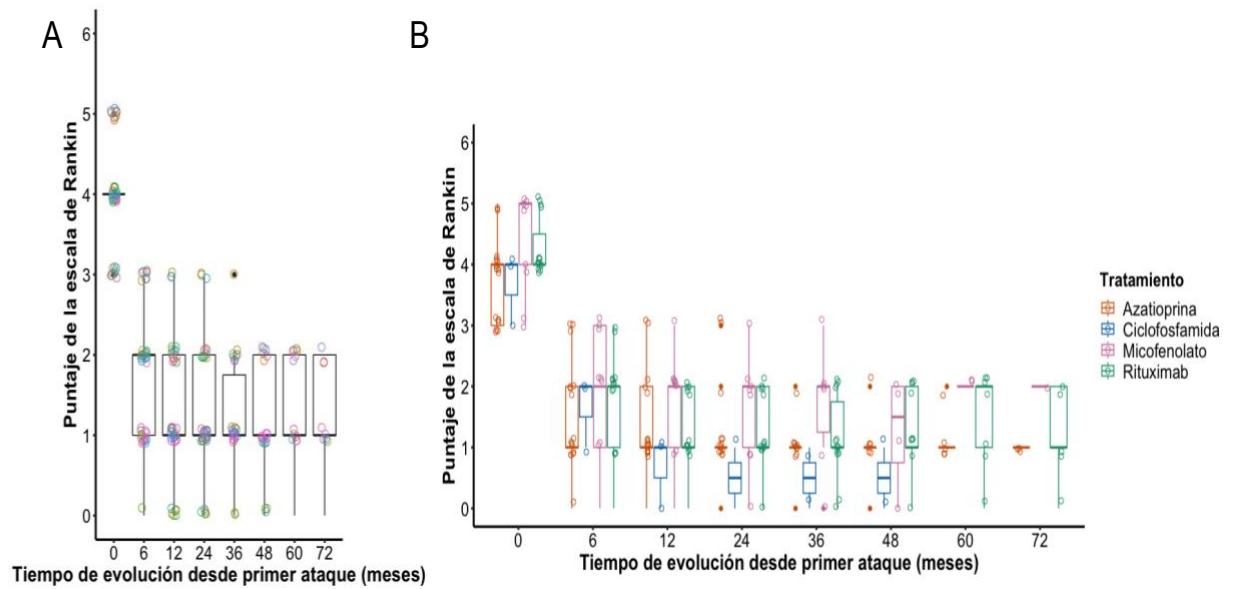 A
6
5
4
3
2
1
0
Puntaje de la escala de Rankin
0 6 12 24 36 48 60 72
Tiempo de evolución desde primer ataque (meses)
B
6
5
4
3
2
1
0
Puntaje de la escala de Rankin
0 6 12 24 36 48 60 72
Tiempo de evolución desde primer ataque (meses)
Tratamiento
Azatioprina
Ciclofosfamida
Micofenolato
Rituximab